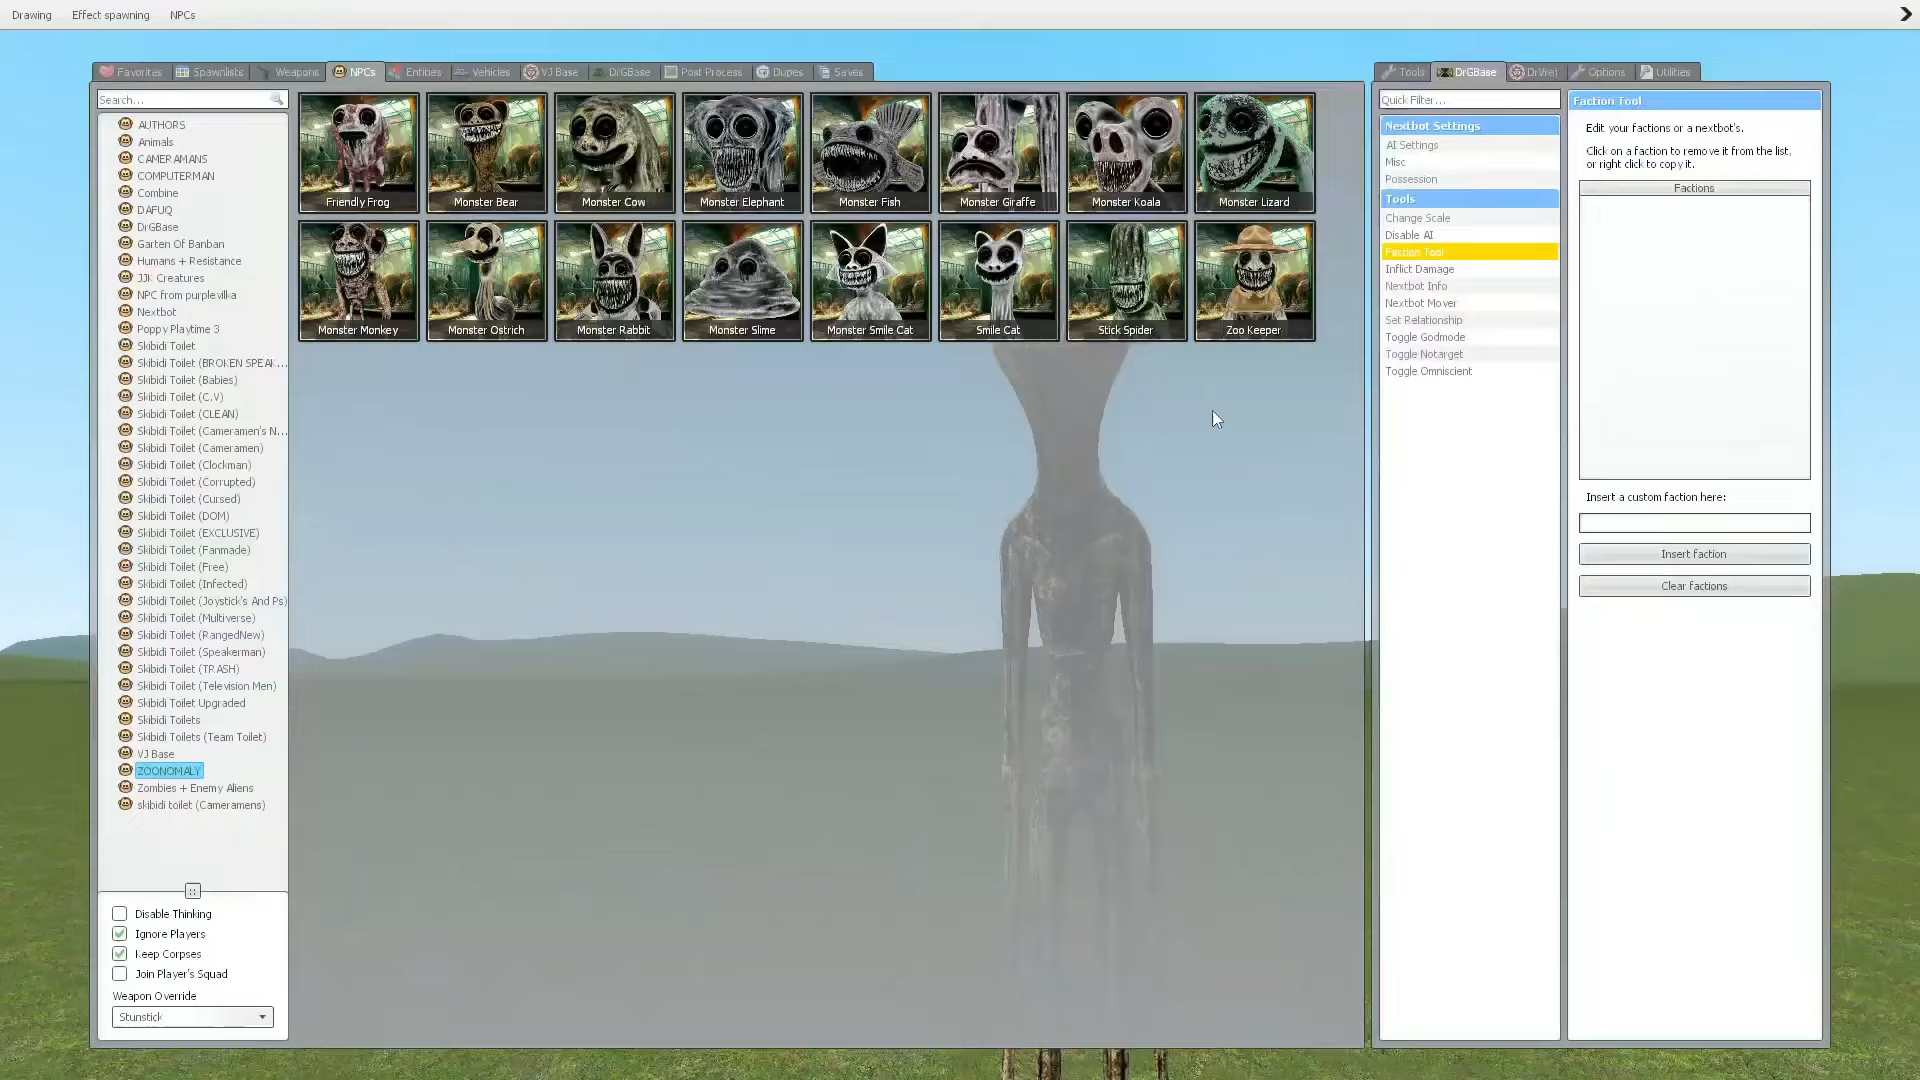 Drawing Effect spawning NPCs
Favorites Spawnlists Weapons NPCs Entities Vehicles VJ Base DrGBase Post Process Dupes Saves
Search...
AUTHORS
Animals
CAMERAMANS
COMPUTERMAN
Combine
DAFUQ
DrGBase
Garten Of Banban
Humans + Resistance
JJK Creatures
NPC from purplevilka
Nextbot
Poppy Playtime 3
Skibidi Toilet
Skibidi Toilet (BROKEN SPEAK...
Skibidi Toilet (Babies)
Skibidi Toilet (C.V)
Skibidi Toilet (CLEAN)
Skibidi Toilet (Cameramen's N...
Skibidi Toilet (Cameramen)
Skibidi Toilet (Clockman)
Skibidi Toilet (Corrupted)
Skibidi Toilet (Cursed)
Skibidi Toilet (DOM)
Skibidi Toilet (EXCLUSIVE)
Skibidi Toilet (Fanmade)
Skibidi Toilet (Free)
Skibidi Toilet (Infected)
Skibidi Toilet (Joystick's And Ps)
Skibidi Toilet (Multiverse)
Skibidi Toilet (RangedNew)
Skibidi Toilet (Speakerman)
Skibidi Toilet (TRASH)
Skibidi Toilet (Television Men)
Skibidi Toilet Upgraded
Skibidi Toilets
Skibidi Toilets (Team Toilet)
VJ Base
ZOONOMALY
Zombies + Enemy Aliens
skibidi toilet (Cameramens)
Disable Thinking
Ignore Players
Keep Corpses
Join Player's Squad
Weapon Override
Stunstick
Friendly Frog Monster Bear Monster Cow Monster Elephant Monster Fish Monster Giraffe Monster Koala Monster Lizard
Monster Monkey Monster Ostrich Monster Rabbit Monster Slime Monster Smile Cat Smile Cat Stick Spider Zoo Keeper
Tools DrGBase DrVrej Options Utilities
Quick Filter...
Nextbot Settings
AI Settings
Misc
Possession
Tools
Change Scale
Disable AI
Faction Tool
Inflict Damage
Nextbot Info
Nextbot Mover
Set Relationship
Toggle Godmode
Toggle Notarget
Toggle Omniscient
Faction Tool
Edit your factions or a nextbot's.
Click on a faction to remove it from the list,
or right click to copy it.
Factions
Insert a custom faction here:
Insert faction
Clear factions